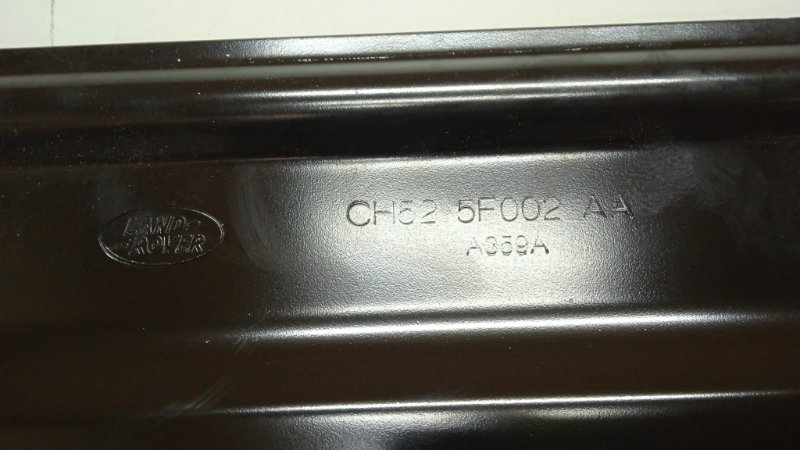 LAND-
-ROVER
CH52 5F002 AA
A359A